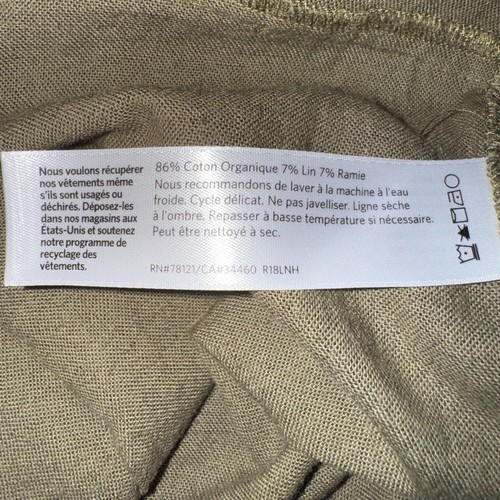 Nous voulons récupérer
nos vêtements même
s'ils sont usagés ou
déchirés. Déposez-les
dans nos magasins aux
États-Unis et soutenez
notre programme de
recyclage des
vêtements.
86% Coton Organique 7% Lin 7% Ramie
Nous recommandons de laver à la machine à l'eau
froide. Cycle délicat. Ne pas javelliser. Ligne sèche
à l'ombre. Repasser à basse température si nécessaire.
Peut être nettoyé à sec.
RN#78121/CA#34460 R18LNH